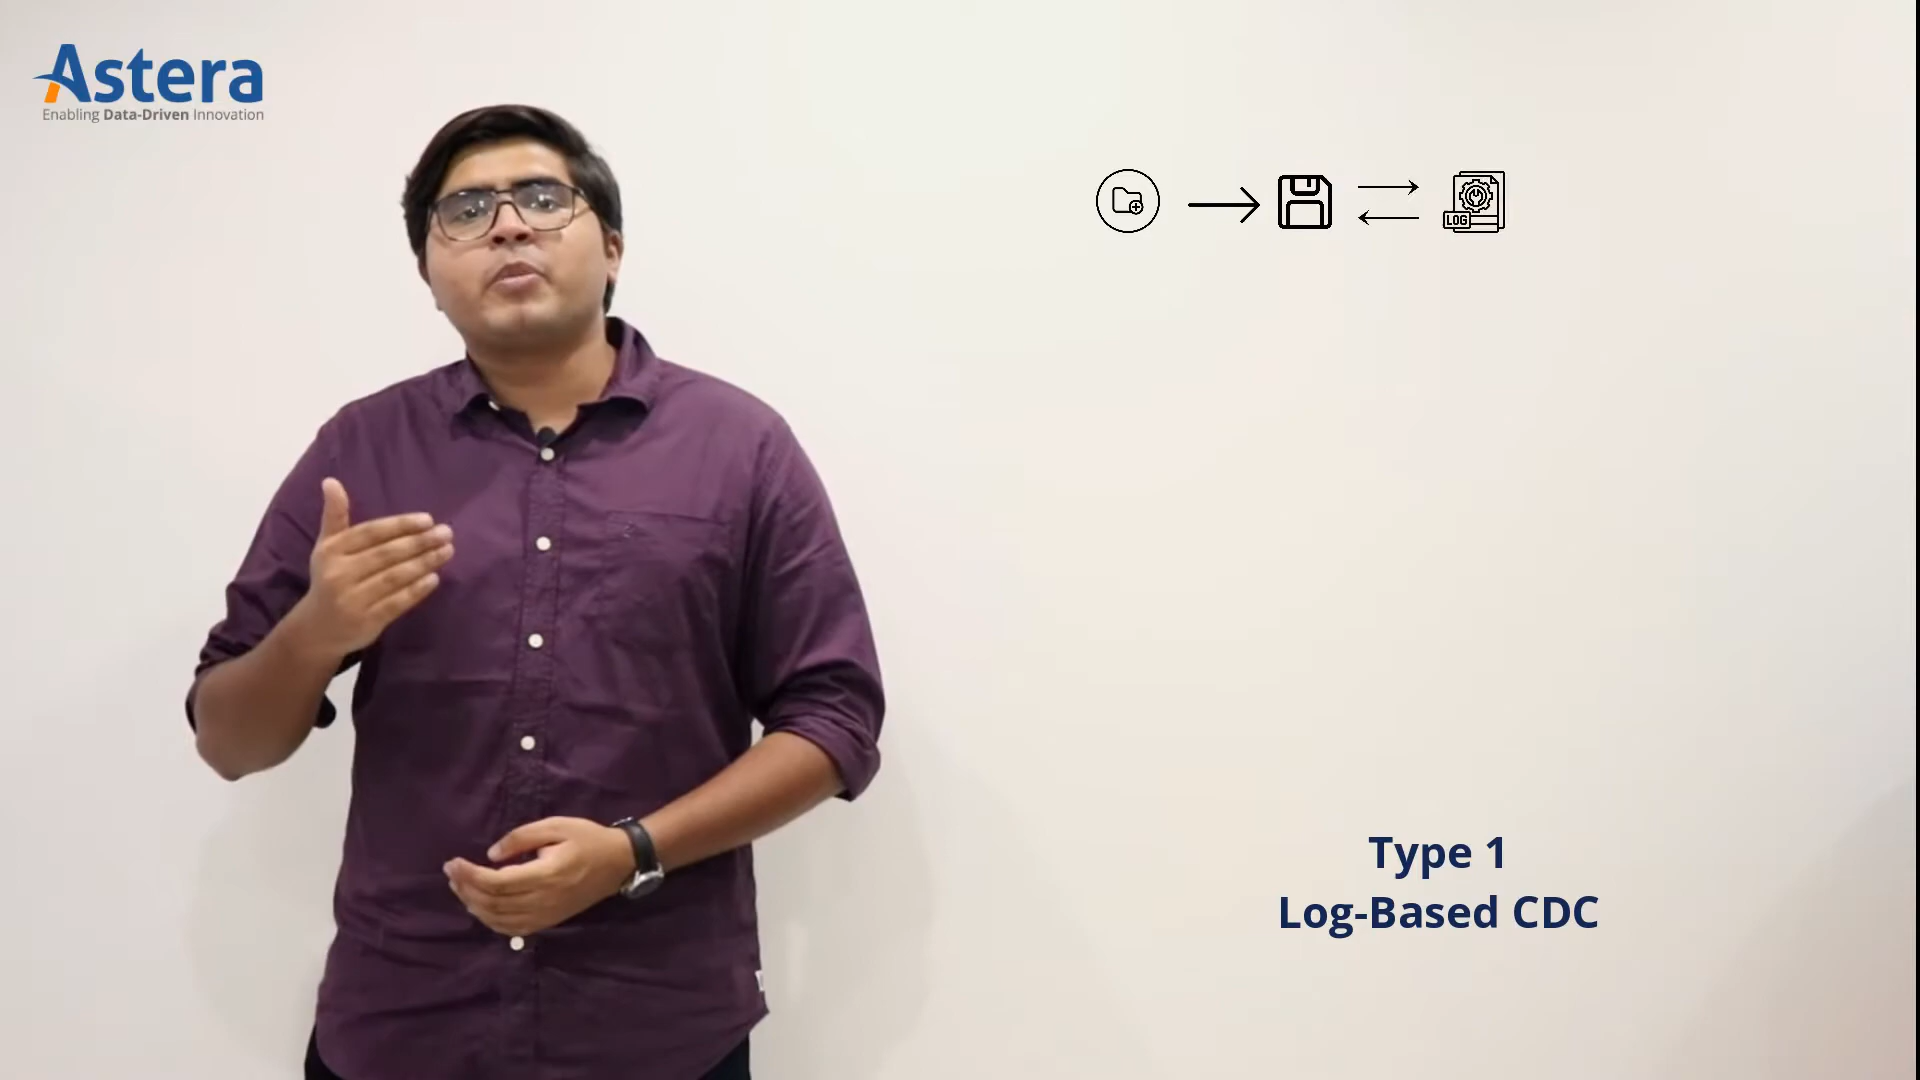 Astera
Enabling Data-Driven Innovation
LOG
Type 1
Log-Based CDC